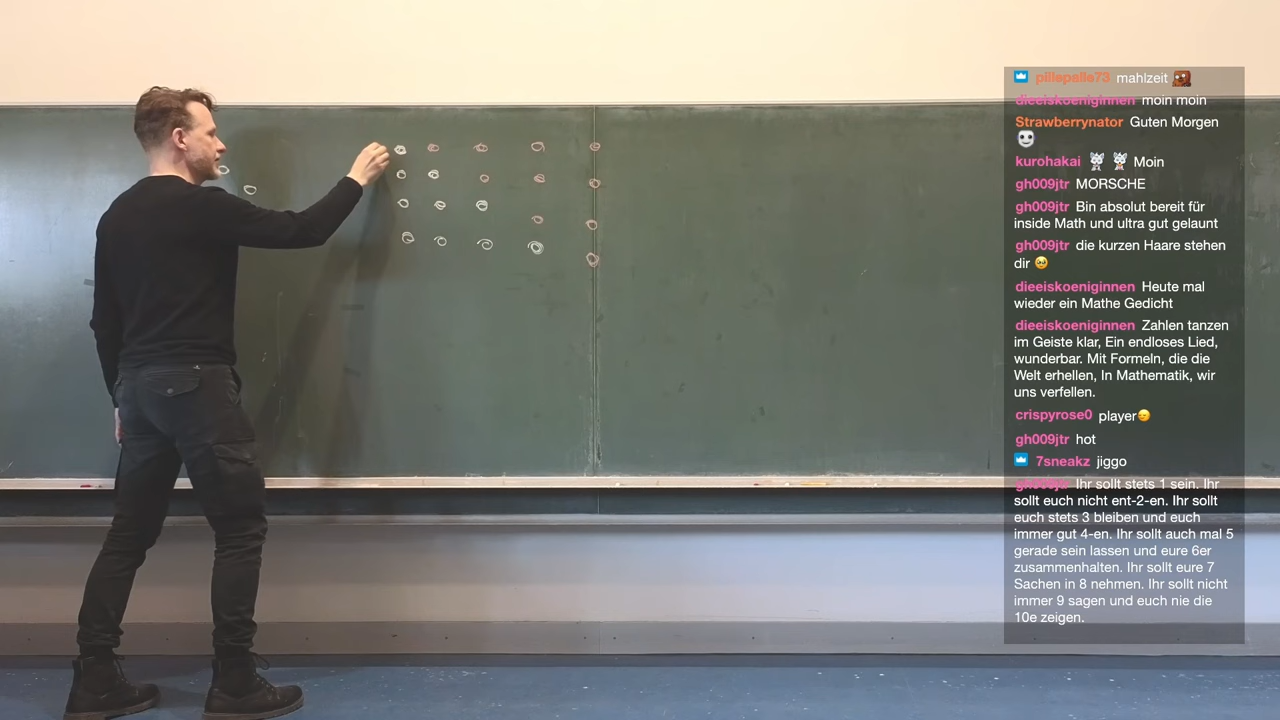 pillepalle73 mahlzeit
dieeiskoeniginnen moin moin
Strawberrynator Guten Morgen
kurohakai Moin
gh009jtr MORSCHE
gh009jtr Bin absolut bereit für
inside Math und ultra gut gelaunt
gh009jtr die kurzen Haare stehen
dir
dieeiskoeniginnen Heute mal
wieder ein Mathe Gedicht
dieeiskoeniginnen Zahlen tanzen
im Geiste klar, Ein endloses Lied,
wunderbar. Mit Formeln, die die
Welt erhellen, In Mathematik, wir
uns verfellen.
crispyrose0 player
gh009jtr hot
7sneakz jiggo
gh009jtr Ihr sollt stets 1 sein. Ihr
sollt euch nicht ent-2-en. Ihr sollt
euch stets 3 bleiben und euch
immer gut 4-en. Ihr sollt auch mal 5
gerade sein lassen und eure 6er
zusammenhalten. Ihr sollt eure 7
Sachen in 8 nehmen. Ihr sollt nicht
immer 9 sagen und euch nie die
10e zeigen.